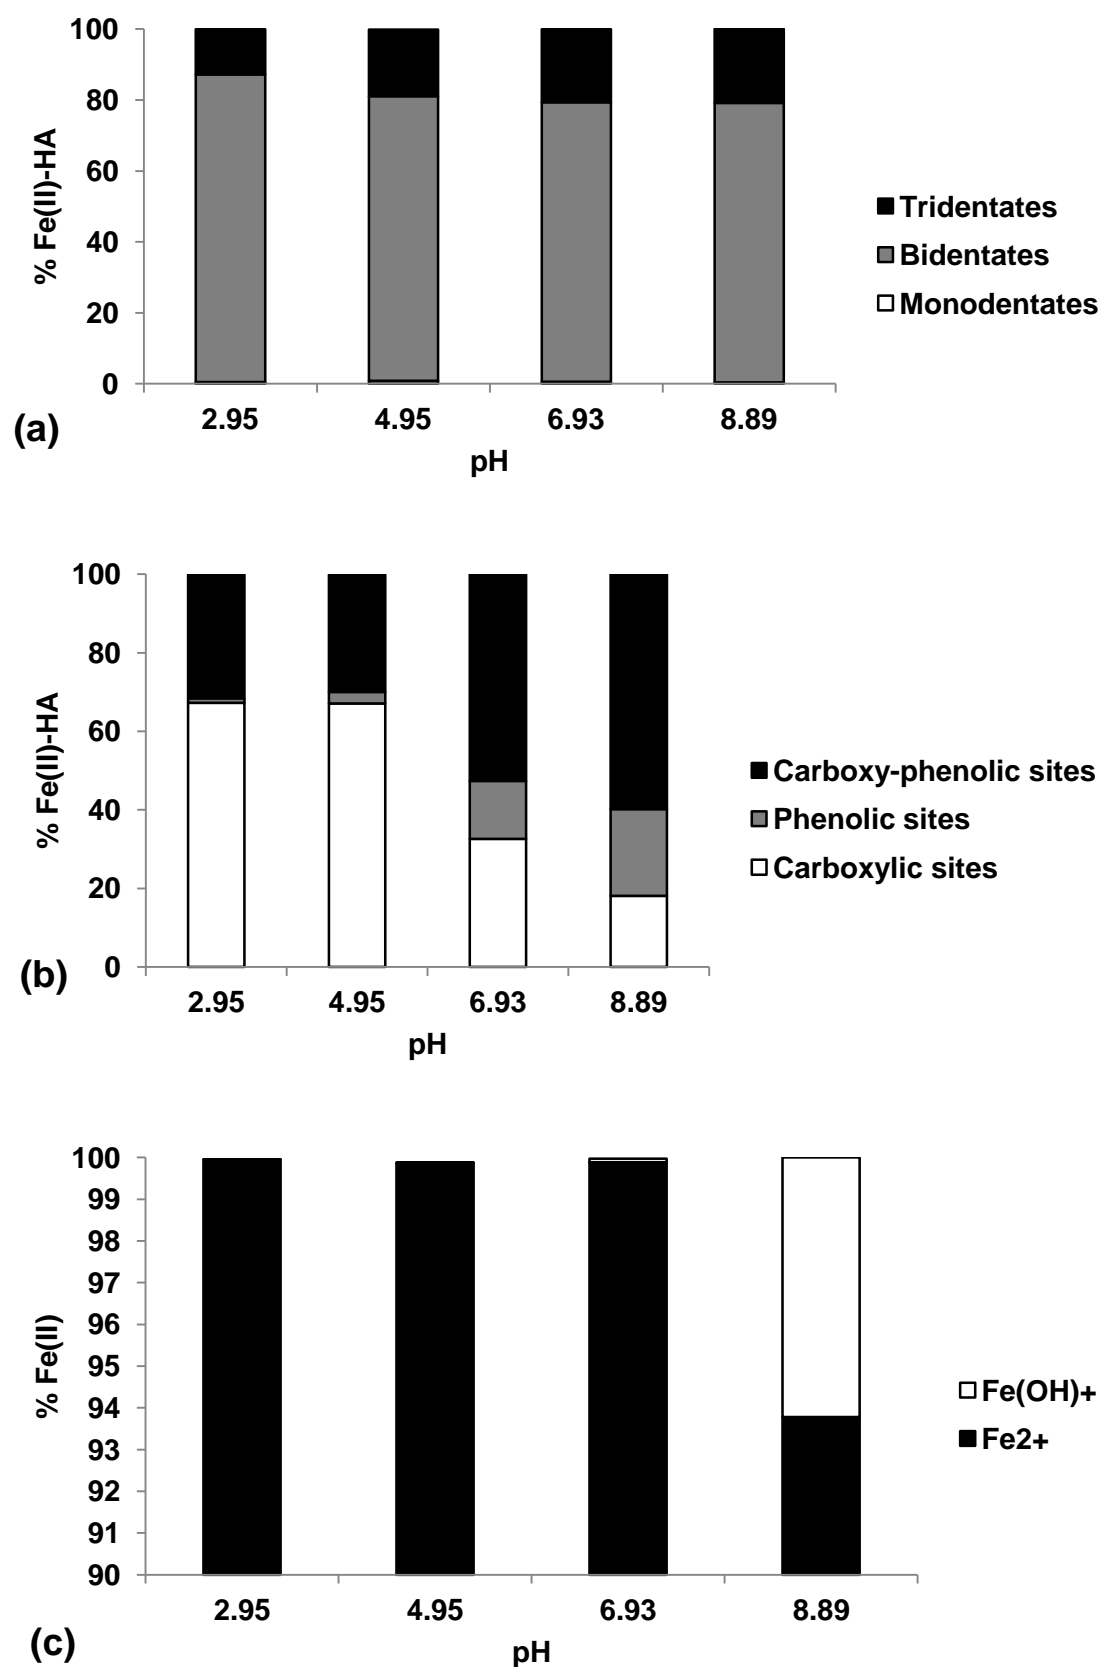 100
80
60
40
20
0
% Fe(II)-HA
2.95 4.95 6.93 8.89
pH
Tridentates
Bidentates
Monodentates
(a)
100
80
60
40
20
0
% Fe(II)-HA
2.95 4.95 6.93 8.89
pH
Carboxy-phenolic sites
Phenolic sites
Carboxylic sites
(b)
100
99
98
97
96
95
94
93
92
91
90
% Fe(II)
2.95 4.95 6.93 8.89
pH
Fe(OH)+
Fe2+
(c)